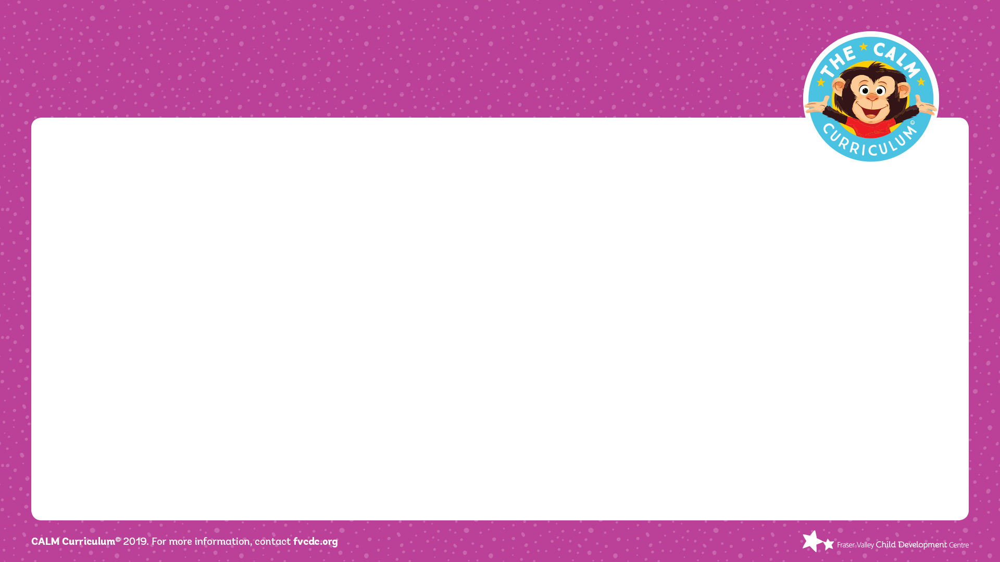 THE CALM
CURRICULUM©
CALM Curriculum© 2019. For more information, contact fvcdc.org
Fraser Valley Child Development Centre